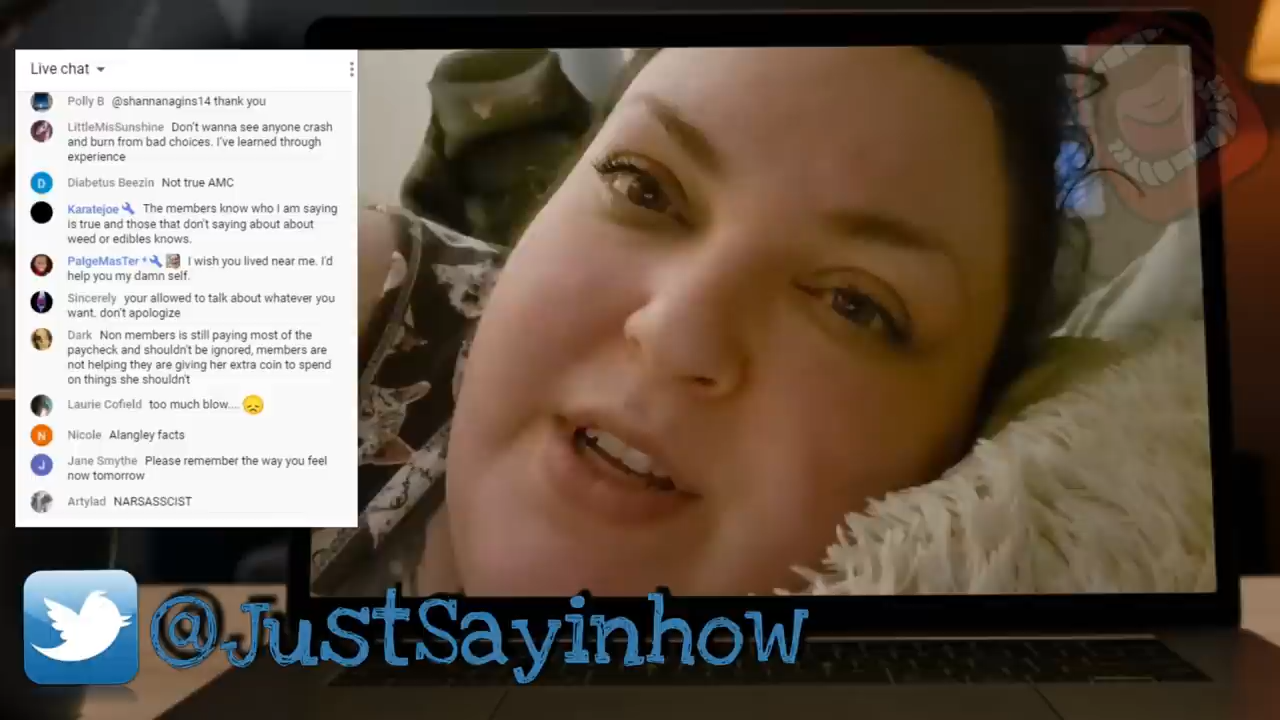 Live chat
Polly B @shannanagins14 thank you
LittleMisSunshine Don't wanna see anyone crash
and burn from bad choices. I've learned through
experience
D
Diabetus Beezin Not true AMC
Karatejoe The members know who I am saying
is true and those that don't saying about about
weed or edibles knows.
PalgeMasTer * I wish you lived near me. I'd
help you my damn self.
Sincerely your allowed to talk about whatever you
want. don't apologize
Dark Non members is still paying most of the
paycheck and shouldn't be ignored, members are
not helping they are giving her extra coin to spend
on things she shouldn't
Laurie Cofield too much blow....
N
Nicole Alangley facts
J
Jane Smythe Please remember the way you feel
now tomorrow
Artylad NARSASSCIST
@JustSayinhow